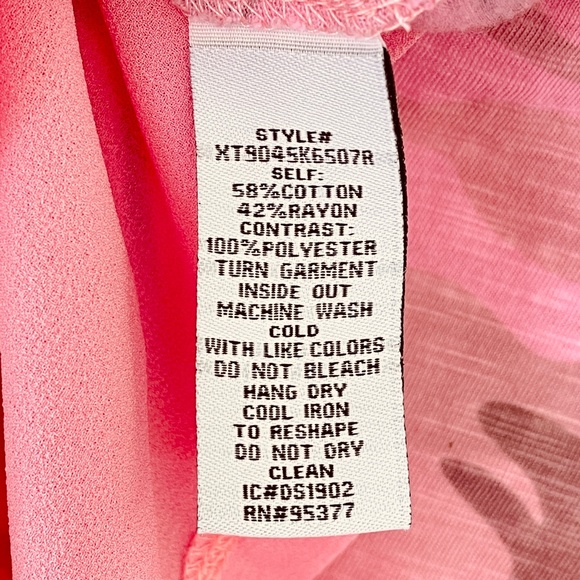 STYLE#
XT9045K6507R
SELF:
58%COTTON
42%RAYON
CONTRAST:
100%POLYESTER
TURN GARMENT
INSIDE OUT
MACHINE WASH
COLD
WITH LIKE COLORS
DO NOT BLEACH
HANG DRY
COOL IRON
TO RESHAPE
DO NOT DRY
CLEAN
IC#DS1902
RN#95377